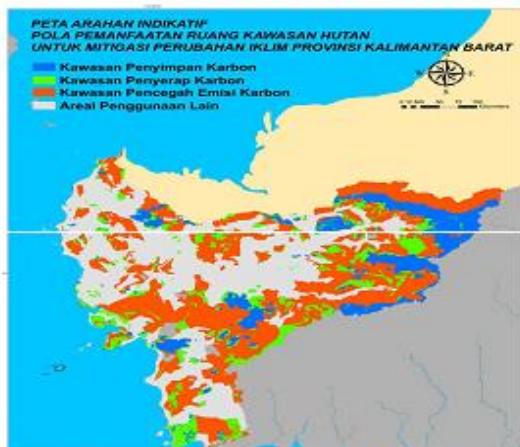 PETA ARAHAN INDIKATIF
POLA PEMANFAATAN RUANG KAWASAN HUTAN
UNTUK MITIGASI PERUBAHAN IKLIM PROVINSI KALIMANTAN BARAT
Kawasan Penyimpan Karbon
Kawasan Penyerap Karbon
Kawasan Pencegah Emisi Karbon
Areal Penggunaan Lain
N
W
E
S